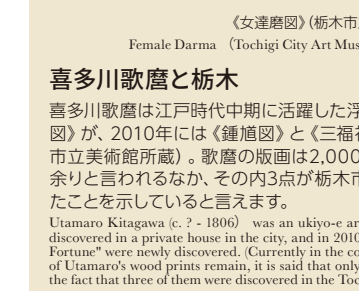 《女達磨図》(栃木市
Female Darma （Tochigi City Art Mus
喜多川歌麿と栃木
喜多川歌麿は江戸時代中期に活躍した浮
図》が、2010年には《鍾馗図》と《三福神
市立美術館所蔵）。歌麿の版画は2,000
余りと言われるなか、その内3点が栃木市
たことを示していると言えます。
Utamaro Kitagawa (c. ? - 1806) was an ukiyo-e ar
discovered in a private house in the city, and in 2010
Fortune" were newly discovered. (Currently in the co
of Utamaro's wood prints remain, it is said that only
the fact that three of them were discovered in the Toc